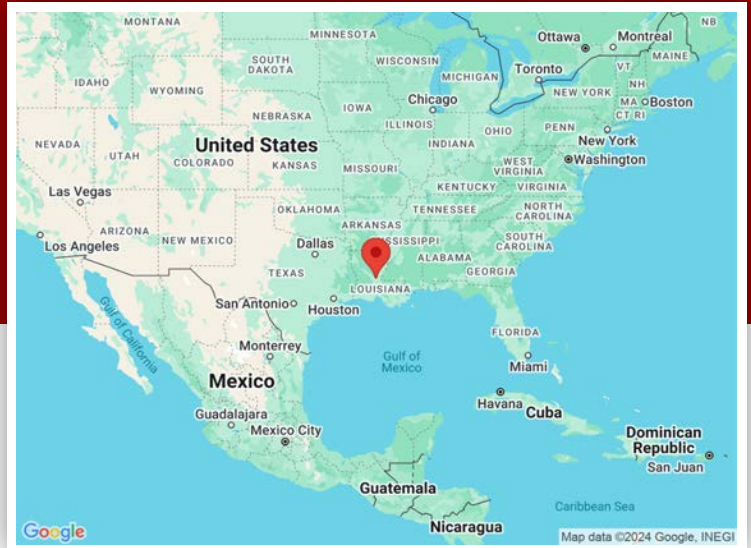 MONTANA
MINNESOTA
Ottawa
Montreal
NB
MAINE
SOUTH
DAKOTA
WISCONSIN
MICHIGAN
Toronto
VT
NH
IDAHO
WYOMING
Chicago
NEW YORK
MA
Boston
CT RI
NEBRASKA
IOWA
ILLINOIS
INDIANA
OHIO
PENN
New York
NEVADA
UTAH
United States
COLORADO
KANSAS
MISSOURI
WEST
VIRGINIA
Washington
KENTUCKY
VIRGINIA
Las Vegas
OKLAHOMA
TENNESSEE
NORTH
CAROLINA
ARKANSAS
Los Angeles
ARIZONA
NEW MEXICO
Dallas
SISSIPPI
SOUTH
CAROLINA
ALABAMA
GEORGIA
TEXAS
LOUISIANA
San Antonio
Houston
Gulf of
California
FLORIDA
Monterrey
Gulf of
Mexico
Miami
Mexico
Havana
Cuba
Guadalajara
Mexico City
Dominican
Republic
San Juan
Guatemala
Caribbean Sea
Nicaragua
Google
Map data ©2024 Google, INEGI